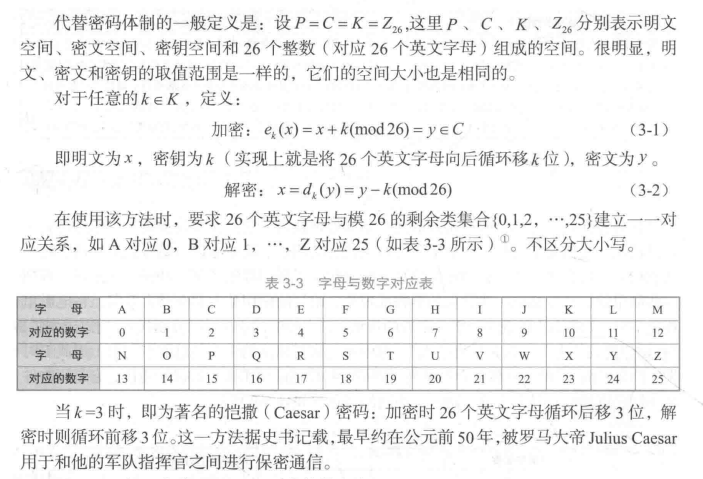 代替密码体制的一般定义是：设 P = C = K = Z₂₆,这里 P 、C 、K 、Z₂₆ 分别表示明文
空间、密文空间、密钥空间和 26 个整数（对应 26 个英文字母）组成的空间。很明显，明
文、密文和密钥的取值范围是一样的，它们的空间大小也是相同的。
对于任意的 k ∈ K ，定义：
加密：eₖ(x) = x + k(mod 26) = y ∈ C (3-1)
即明文为 x ，密钥为 k （实现上就是将 26 个英文字母向后循环移 k 位），密文为 y 。
解密：x = dₖ(y) = y − k(mod 26) (3-2)
在使用该方法时，要求 26 个英文字母与模 26 的剩余类集合{0,1,2，…,25}建立一一对
应关系，如 A 对应 0，B 对应 1，…，Z 对应 25（如表 3-3 所示）①。不区分大小写。
表 3-3 字母与数字对应表
字 母 A B C D E F G H I J K L M
对应的数字 0 1 2 3 4 5 6 7 8 9 10 11 12
字 母 N O P Q R S T U V W X Y Z
对应的数字 13 14 15 16 17 18 19 20 21 22 23 24 25
当 k =3 时，即为著名的恺撒（Caesar）密码：加密时 26 个英文字母循环后移 3 位，解
密时则循环前移 3 位。这一方法据史书记载，最早约在公元前 50 年，被罗马大帝 Julius Caesar
用于和他的军队指挥官之间进行保密通信。